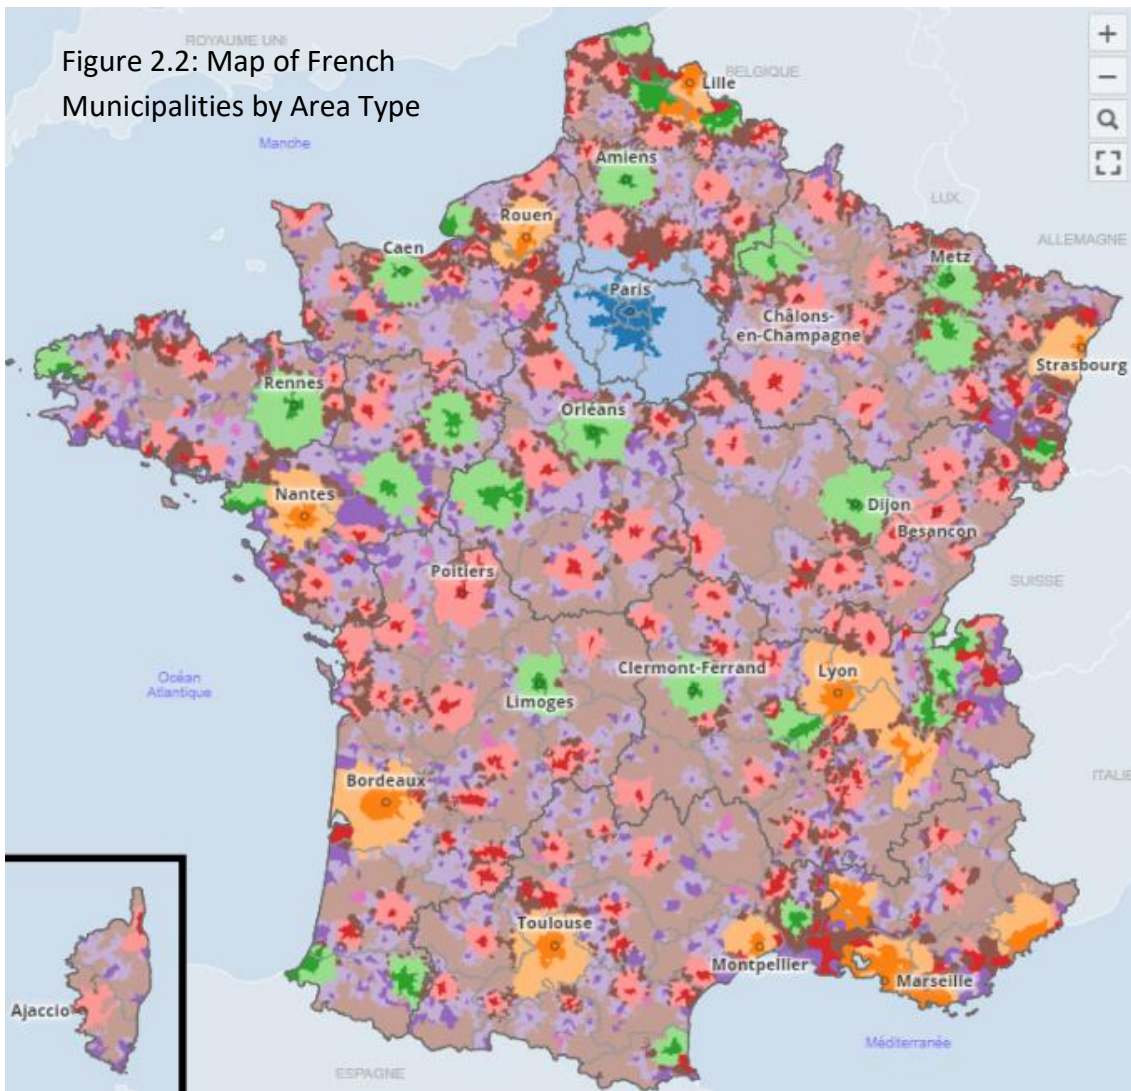 Figure 2.2: Map of French
Municipalities by Area Type
ROYAUME UNI
BELGIQUE
Lille
Manche
Amiens
LUX.
Rouen
ALLEMAGNE
Caen
Metz
Paris
Châlons-
en-Champagne
Strasbourg
Rennes
Orléans
Nantes
Dijon
Besançon
Poitiers
SUISSE
Océan
Atlantique
Clermont-Ferrand
Lyon
Limoges
Bordeaux
ITALIE
Toulouse
Montpellier
Marseille
Ajaccio
Méditerranée
ESPAGNE